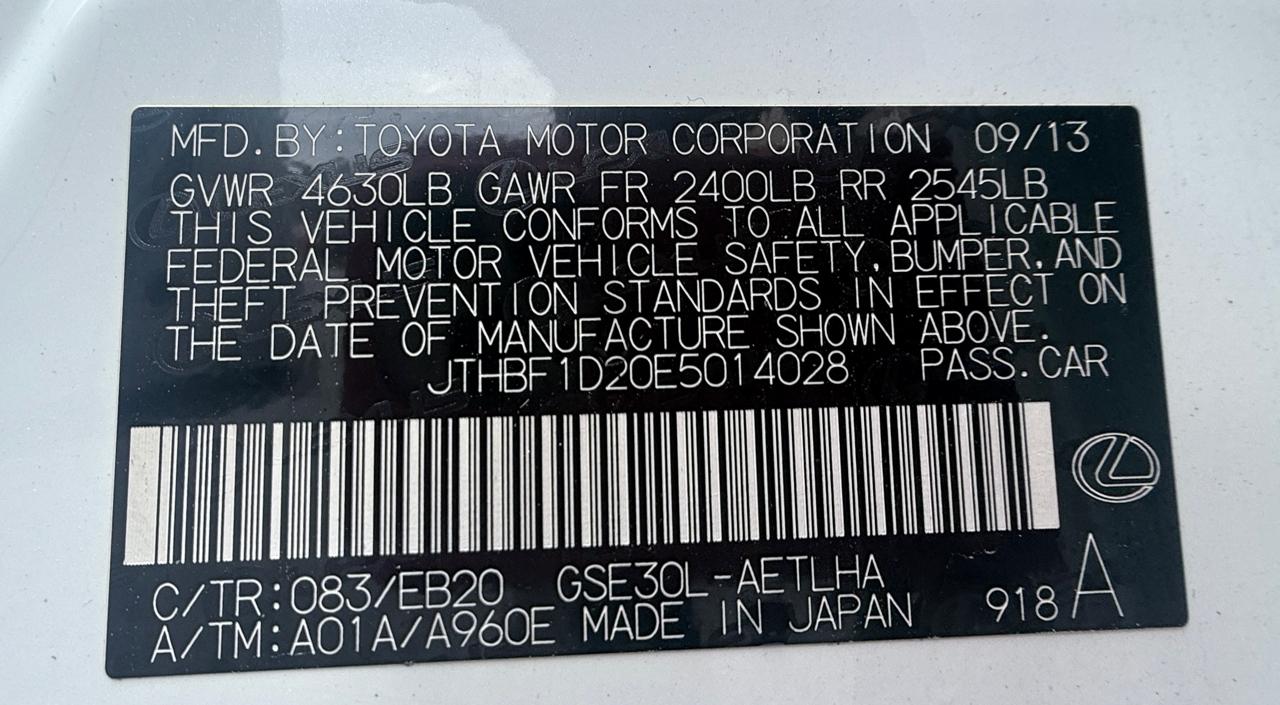 MFD. BY: TOYOTA MOTOR CORPORATION 09/13
GVWR 4630LB GAWR FR 2400LB RR 2545LB
THIS VEHICLE CONFORMS TO ALL APPLICABLE
FEDERAL MOTOR VEHICLE SAFETY, BUMPER, AND
THEFT PREVENTION STANDARDS IN EFFECT ON
THE DATE OF MANUFACTURE SHOWN ABOVE.
JTHBF1D20E5014028 PASS. CAR
C/TR: 083/EB20 GSE30L-AETLHA
A/TM: A01A/A960E MADE IN JAPAN 918 A